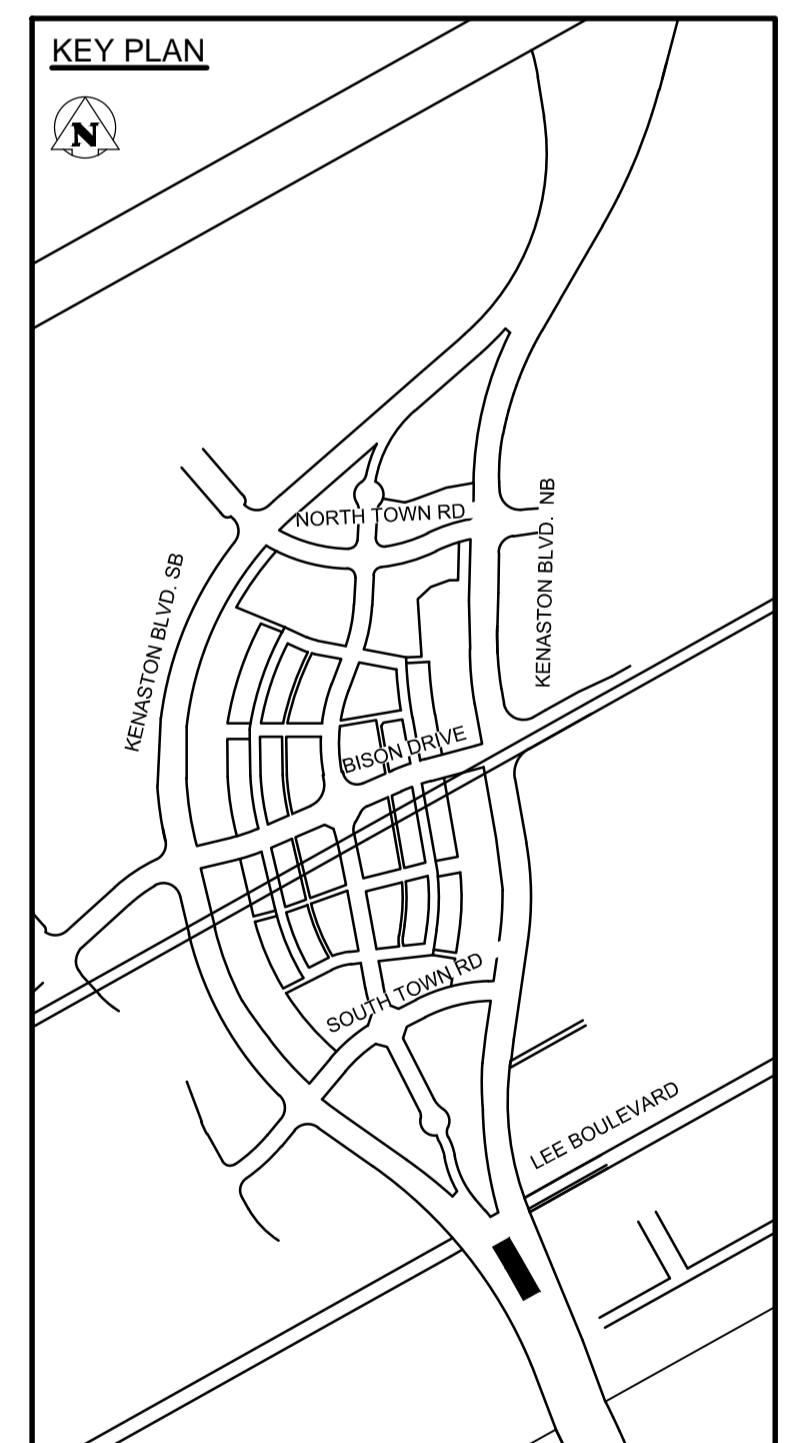 KEY PLAN
N
NORTH TOWN RD
KENASTON BLVD. NB
KENASTON BLVD. SB
BISON DRIVE
SOUTH TOWN RD
LEE BOULEVARD